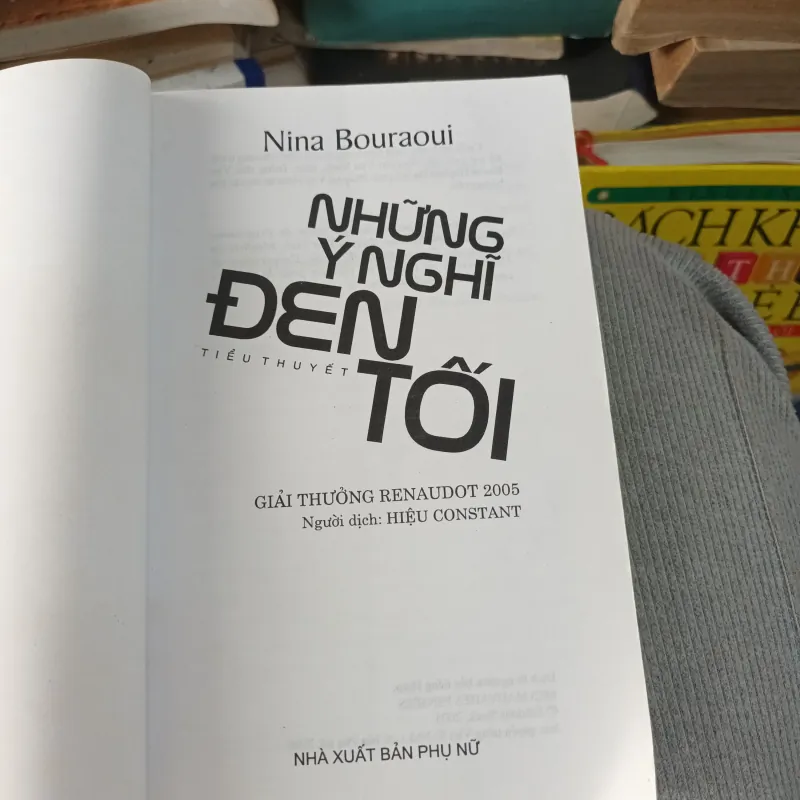 Nina Bouraoui
NHỮNG
Ý NGHĨ
ĐEN
TIỂU THUYẾT
TỐI
GIẢI THƯỞNG RENAUDOT 2005
Người dịch: HIỆU CONSTANT
NHÀ XUẤT BẢN PHỤ NỮ